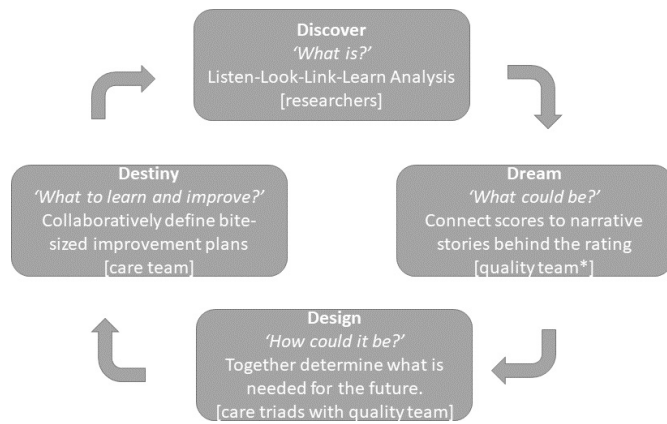 Discover
‘What is?’
Listen-Look-Link-Learn Analysis
[researchers]
Dream
‘What could be?’
Connect scores to narrative
stories behind the rating
[quality team*]
Design
‘How could it be?’
Together determine what is
needed for the future.
[care triads with quality team]
Destiny
‘What to learn and improve?’
Collaboratively define bite-
sized improvement plans
[care team]